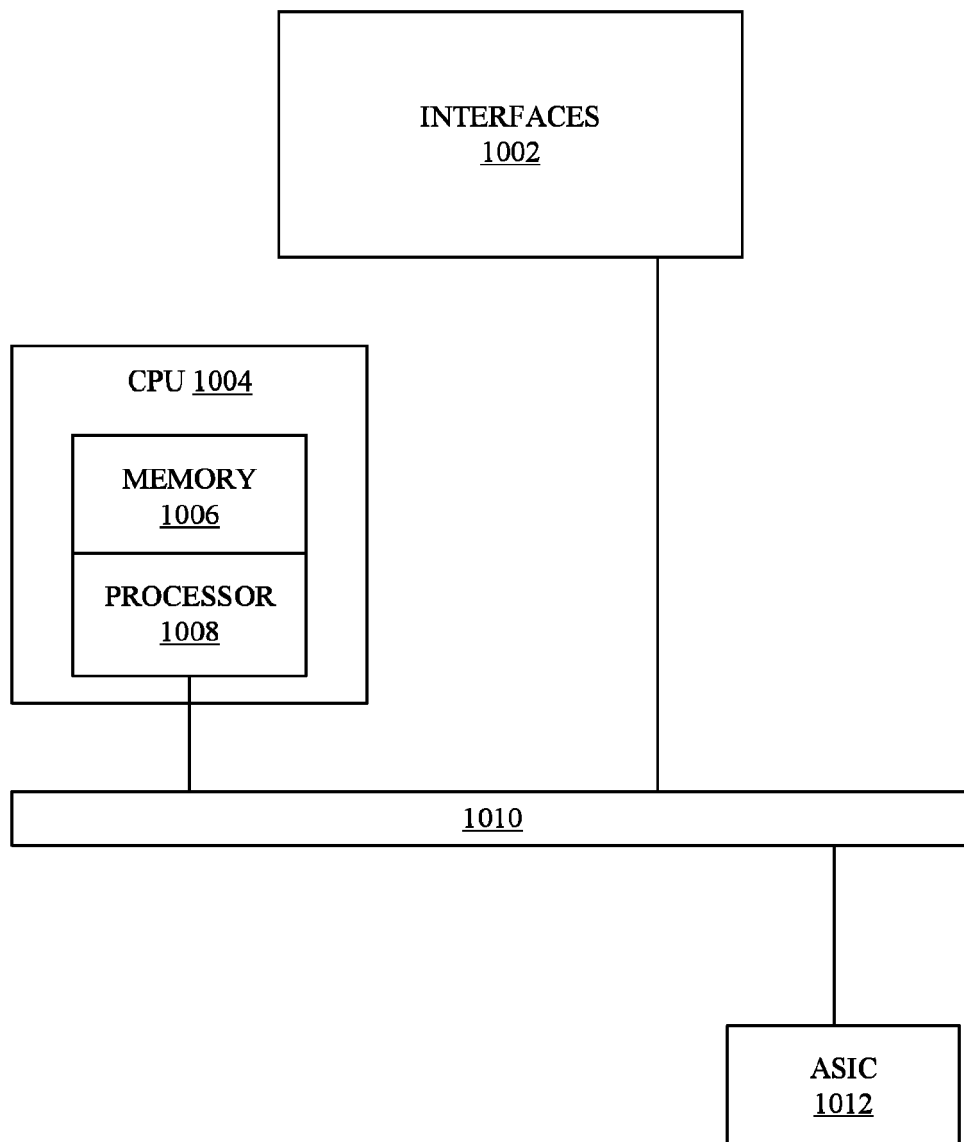 INTERFACES
1002
CPU 1004
MEMORY
1006
PROCESSOR
1008
1010
ASIC
1012